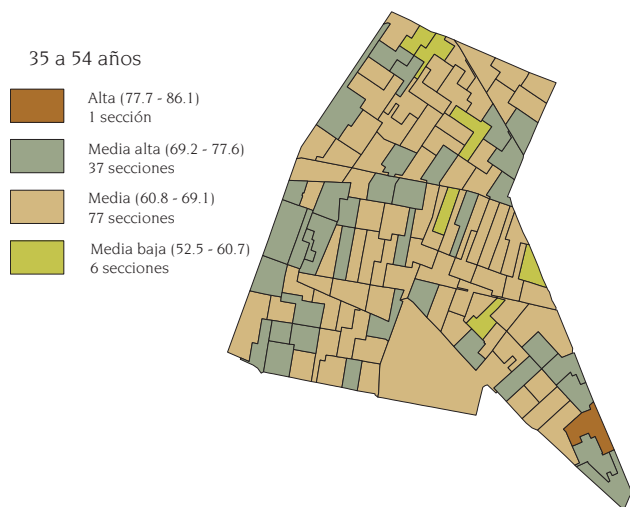 35 a 54 años
Alta (77.7 - 86.1)
1 sección
Media alta (69.2 - 77.6)
37 secciones
Media (60.8 - 69.1)
77 secciones
Media baja (52.5 - 60.7)
6 secciones